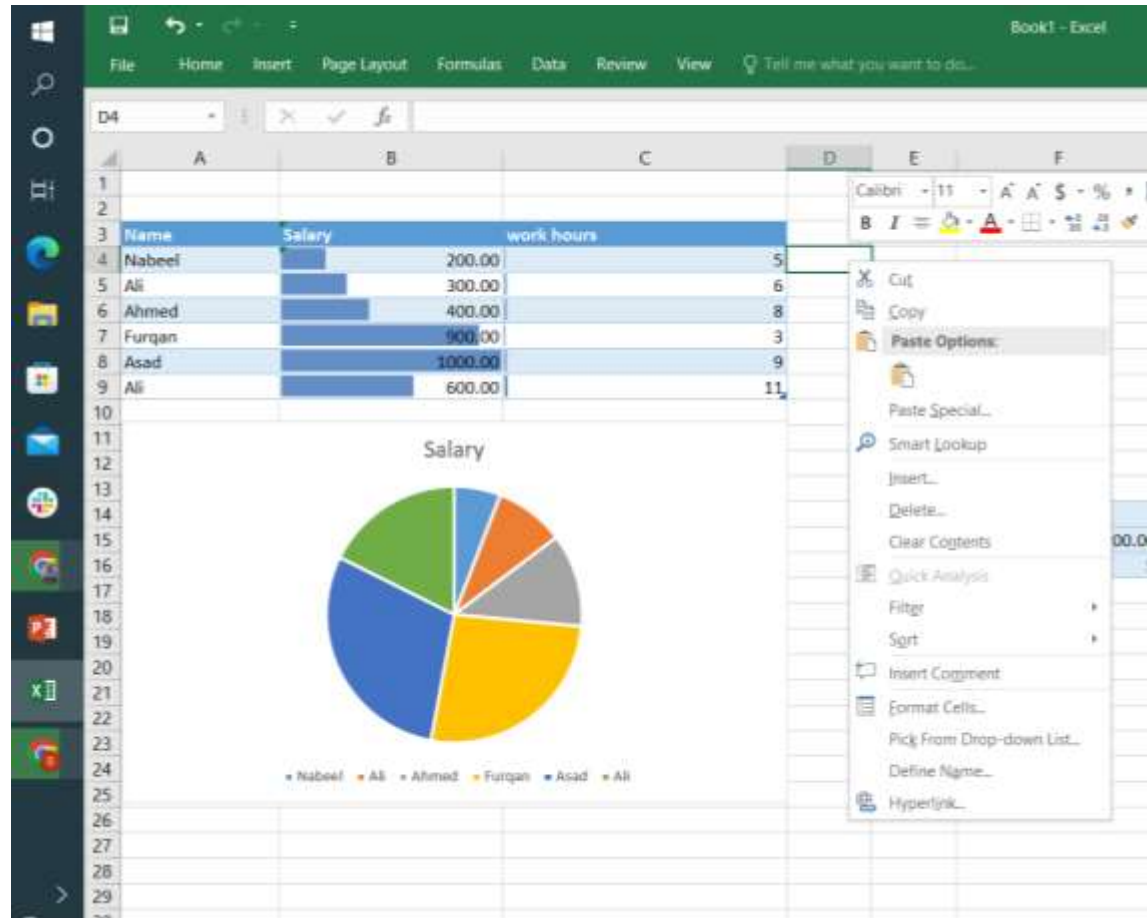 Book1 - Excel
File Home Insert Page Layout Formulas Data Review View Tell me what you want to do...
D4 fx
A B C D E F
1
2
3 Name Salary work hours
4 Nabeel 200.00 5
5 Ali 300.00 6
6 Ahmed 400.00 8
7 Furqan 900.00 3
8 Asad 1000.00 9
9 Ali 600.00 11
10
11
12
13
14
15
16
17
18
19
20
21
22
23
24
25
26
27
28
29
Salary
Nabeel Ali Ahmed Furqan Asad Ali
Calibri 11 A A $ %
B I A
Cut
Copy
Paste Options:
Paste Special...
Smart Lookup
Insert...
Delete...
Clear Contents
Quick Analysis
Filter
Sort
Insert Comment
Format Cells...
Pick From Drop-down List...
Define Name...
Hyperlink...